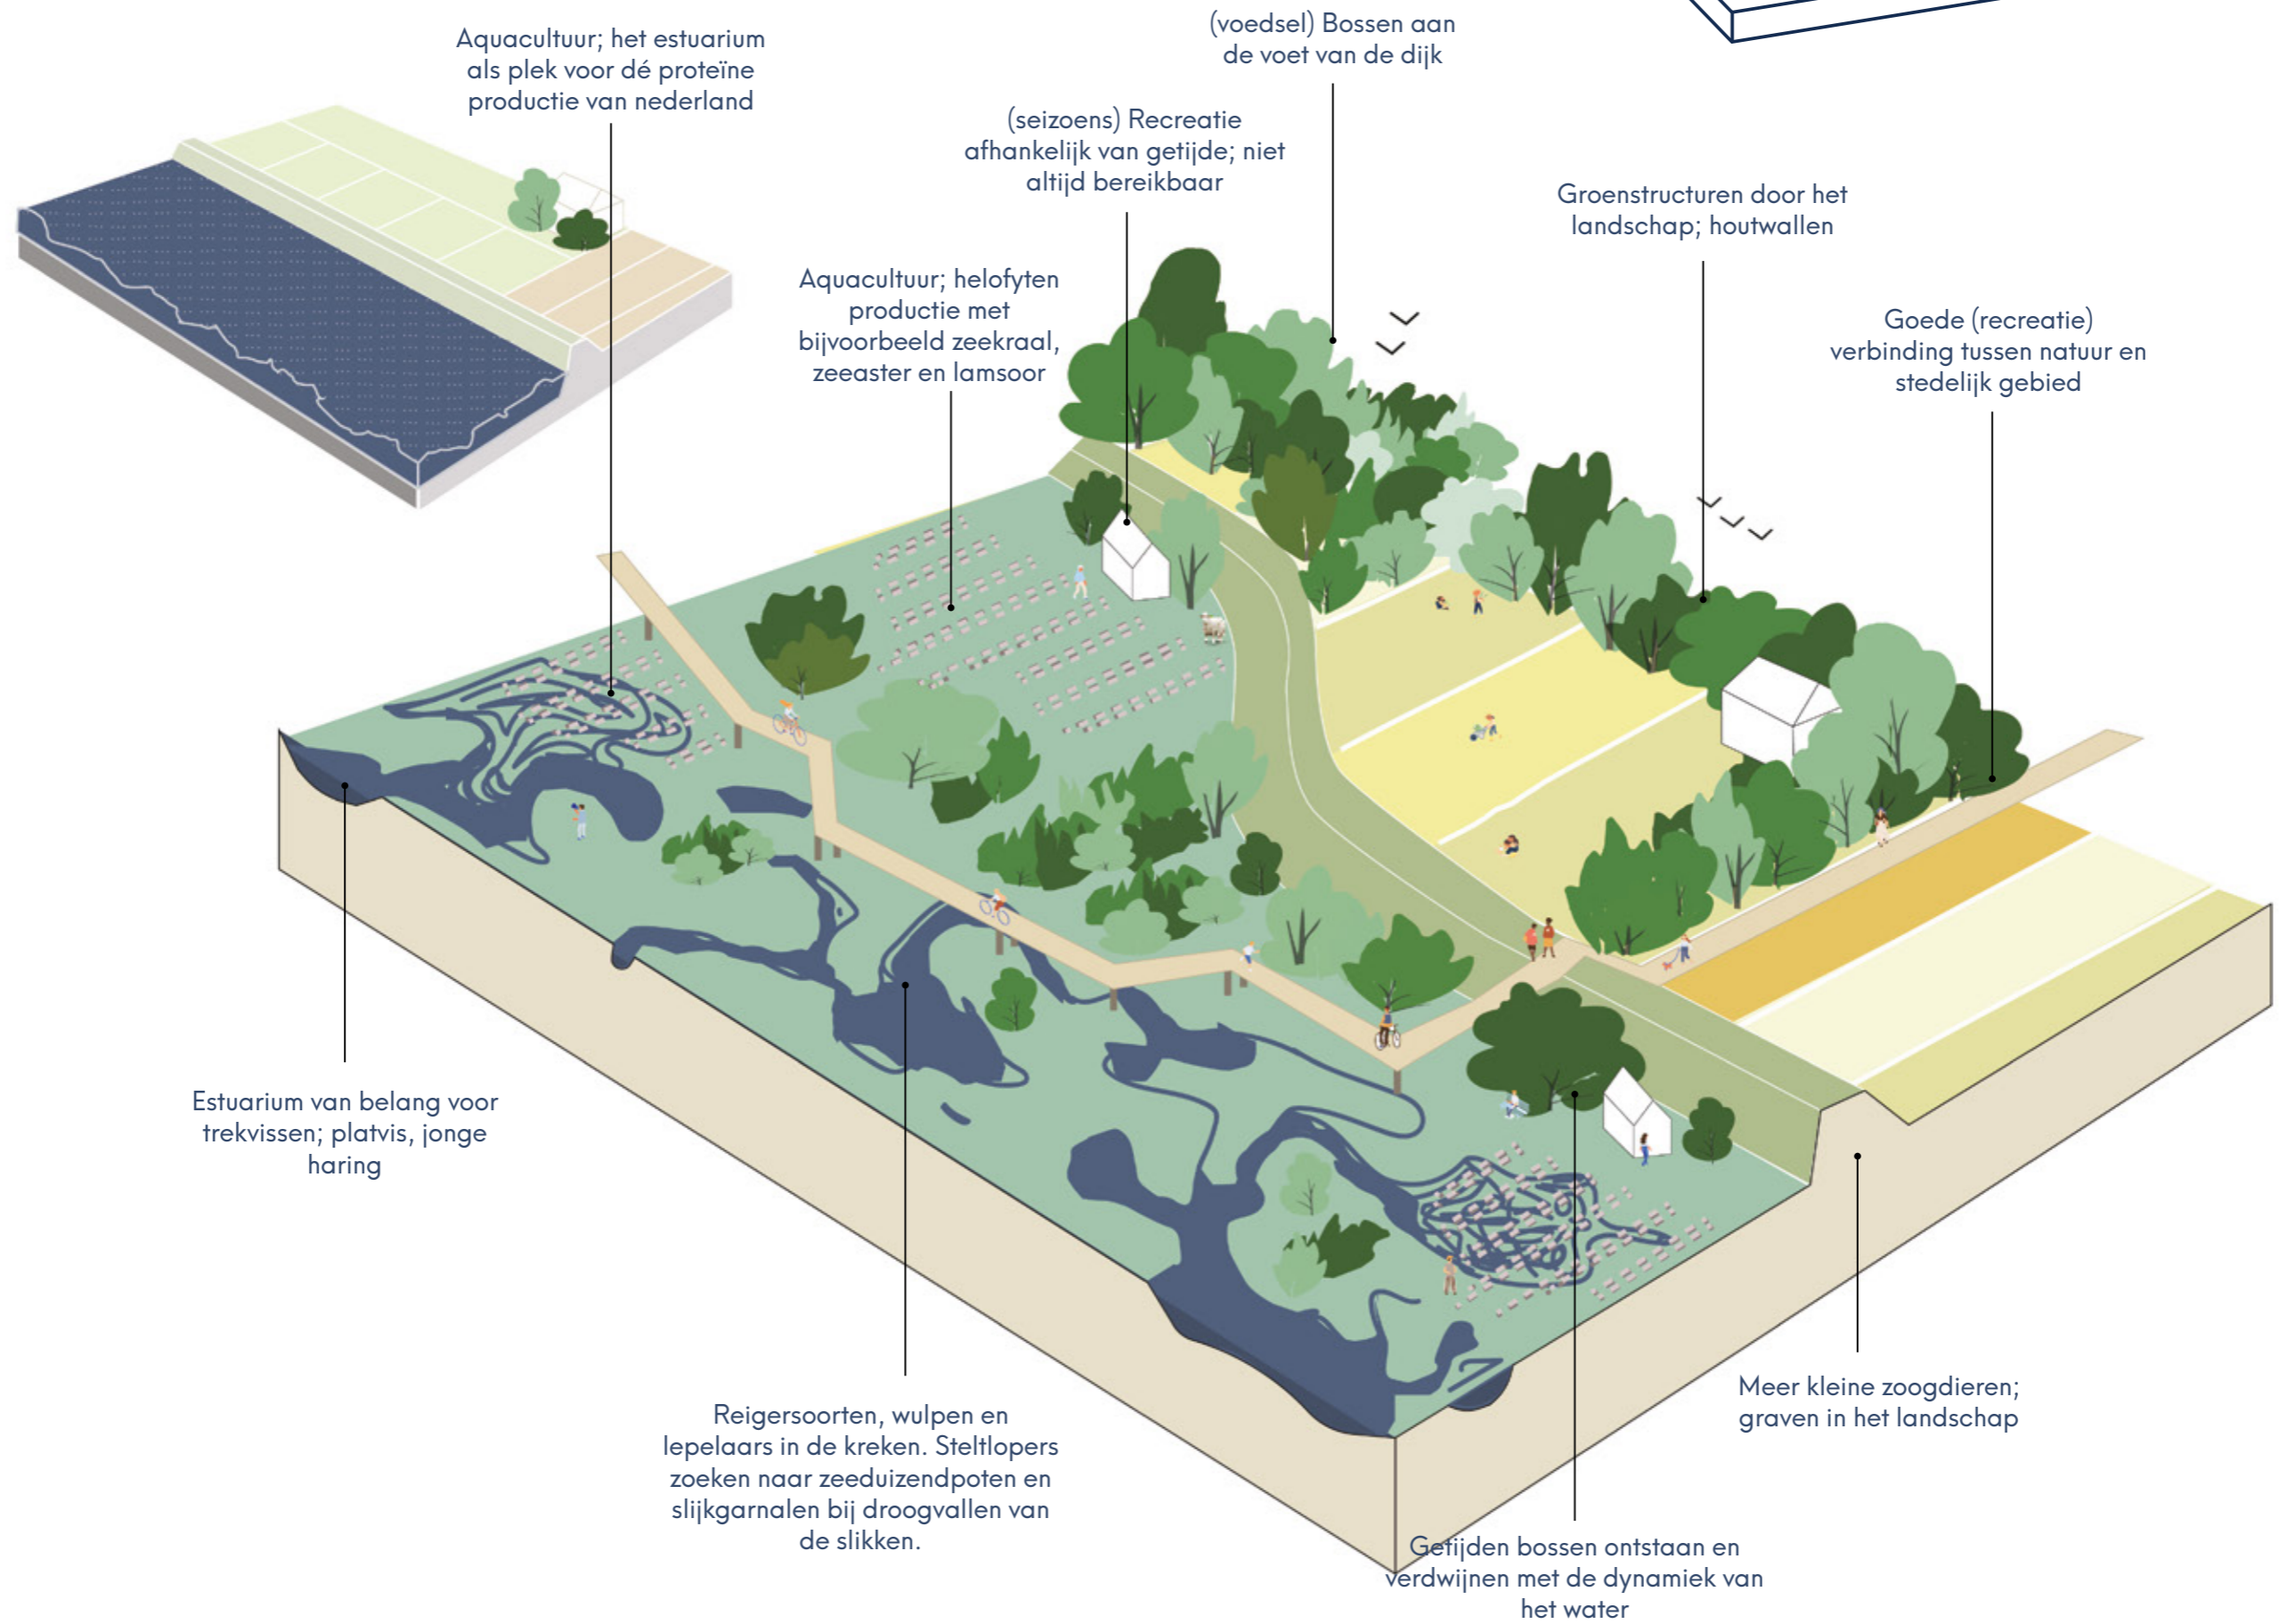 Aquacultuur; het estuarium
als plek voor dé proteïne
productie van nederland
(voedsel) Bossen aan
de voet van de dijk
(seizoens) Recreatie
afhankelijk van getijde; niet
altijd bereikbaar
Groenstructuren door het
landschap; houtwallen
Aquacultuur; helofyten
productie met
bijvoorbeeld zeekraal,
zeeaster en lamsoor
Goede (recreatie)
verbinding tussen natuur en
stedelijk gebied
Estuarium van belang voor
trekvissen; platvis, jonge
haring
Reigersoorten, wulpen en
lepelaars in de kreken. Steltlopers
zoeken naar zeeduizendpoten en
slijkgarnalen bij droogvallen van
de slikken.
Meer kleine zoogdieren;
graven in het landschap
Getijden bossen ontstaan en
verdwijnen met de dynamiek van
het water